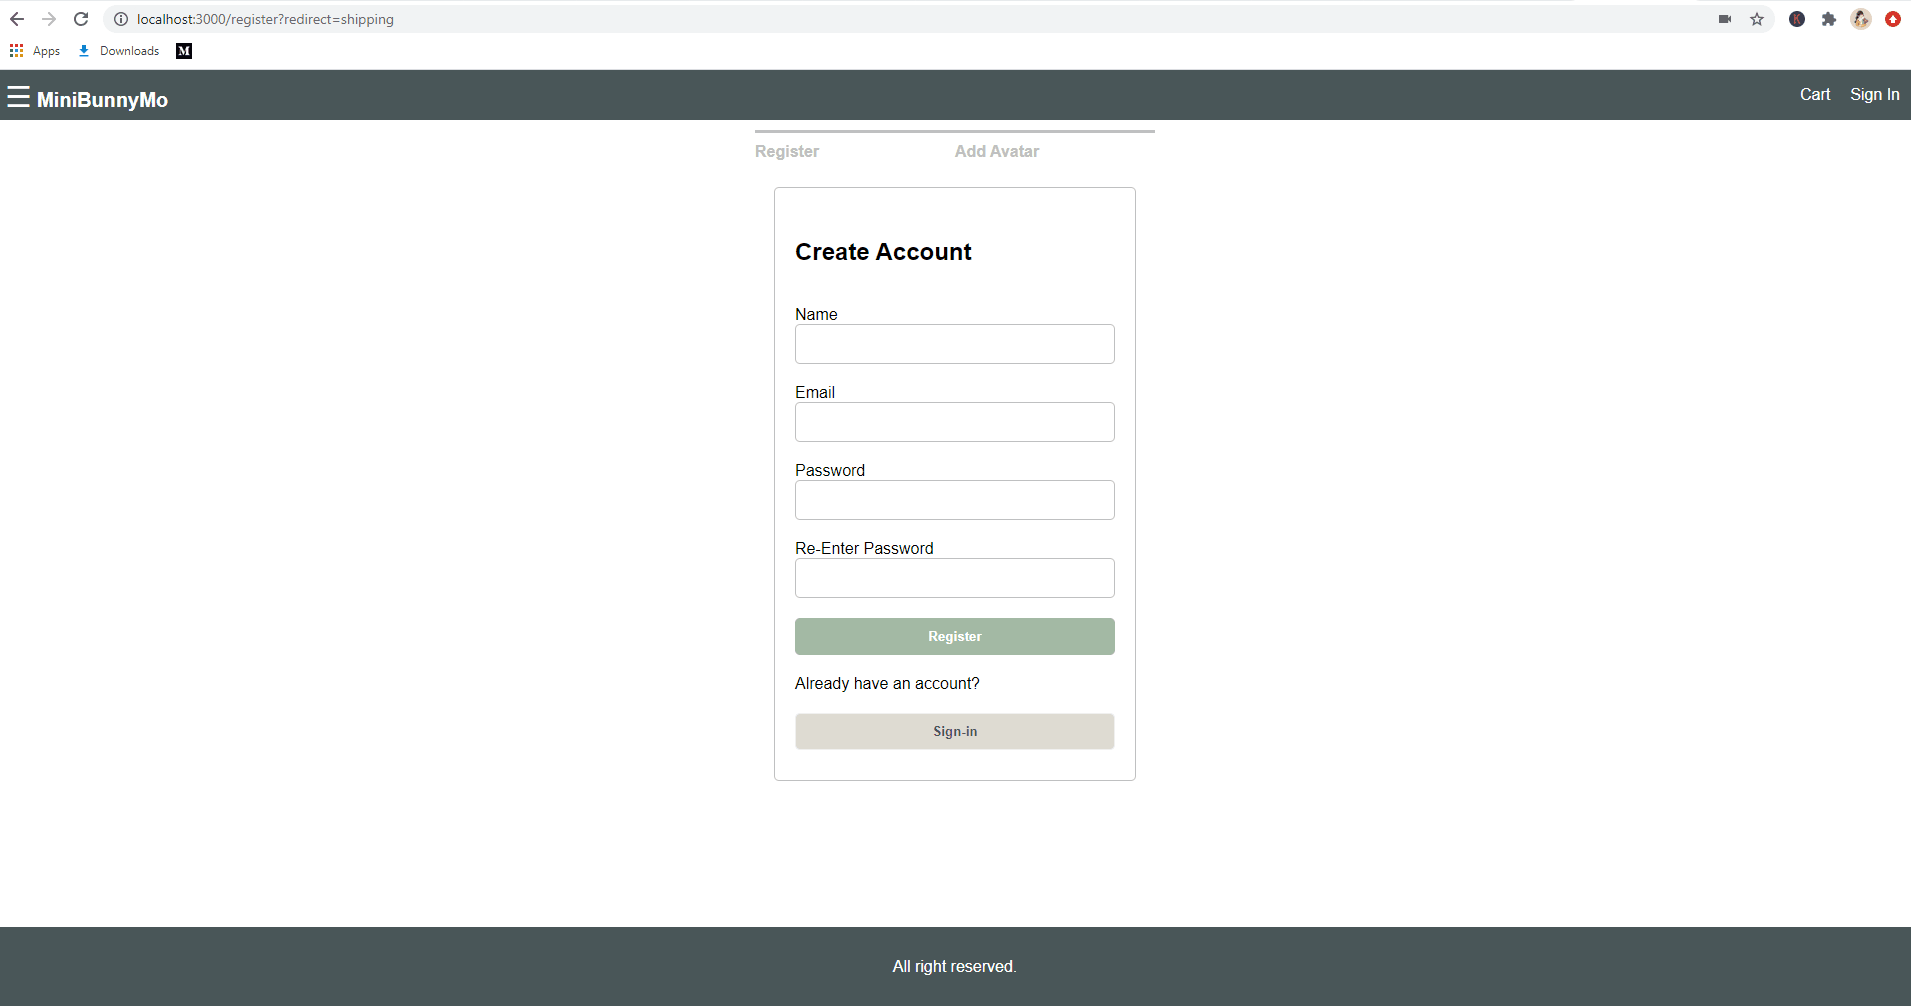 localhost:3000/register?redirect=shipping
K
Apps Downloads M
☰ MiniBunnyMo Cart Sign In
Register Add Avatar
Create Account
Name
Email
Password
Re-Enter Password
Register
Already have an account?
Sign-in
All right reserved.